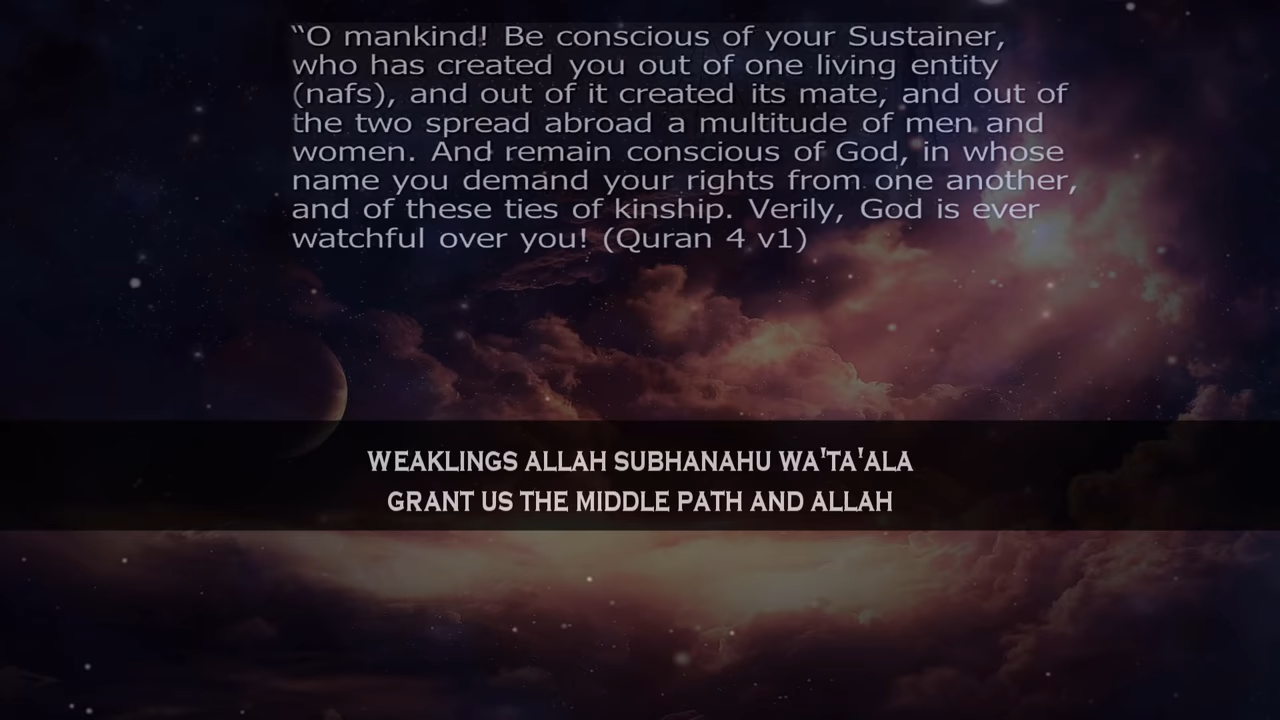 “O mankind! Be conscious of your Sustainer,
who has created you out of one living entity
(nafs), and out of it created its mate, and out of
the two spread abroad a multitude of men and
women. And remain conscious of God, in whose
name you demand your rights from one another,
and of these ties of kinship. Verily, God is ever
watchful over you! (Quran 4 v1)
WEAKLINGS ALLAH SUBHANAHU WA'TA'ALA
GRANT US THE MIDDLE PATH AND ALLAH